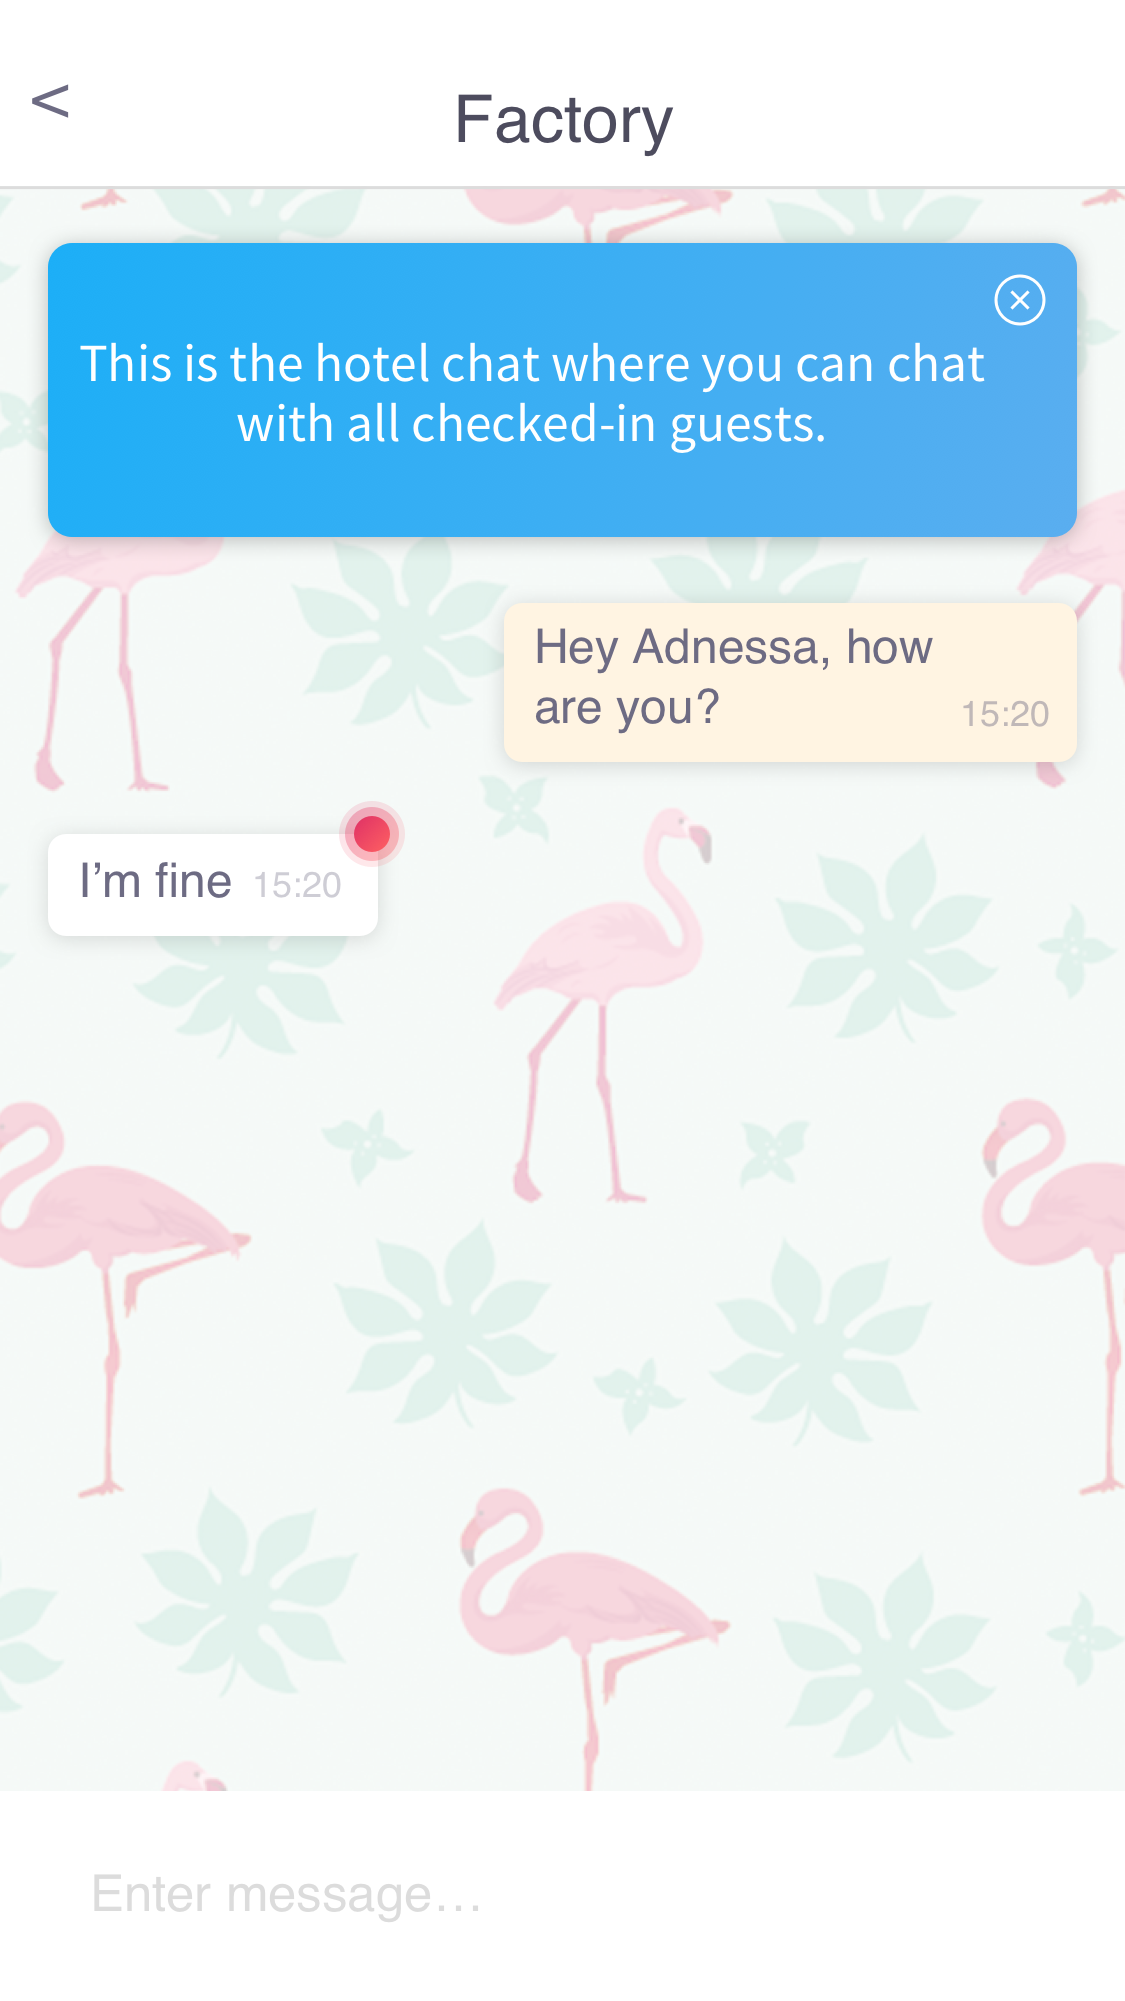 <
Factory
This is the hotel chat where you can chat
with all checked-in guests.
Hey Adnessa, how
are you?
15:20
I’m fine 15:20
Enter message...